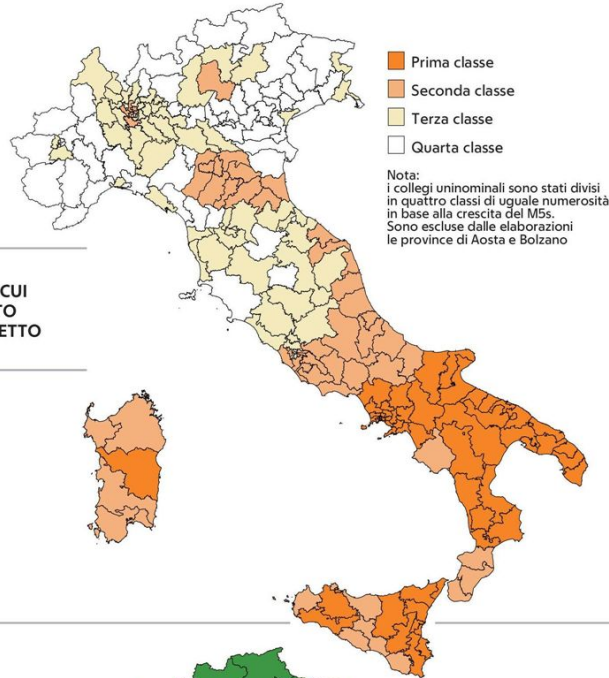 Prima classe
Seconda classe
Terza classe
Quarta classe
Nota:
i collegi uninominali sono stati divisi
in quattro classi di uguale numerosità
in base alla crescita del M5s.
Sono escluse dalle elaborazioni
le province di Aosta e Bolzano
CUI
TO
ETTO